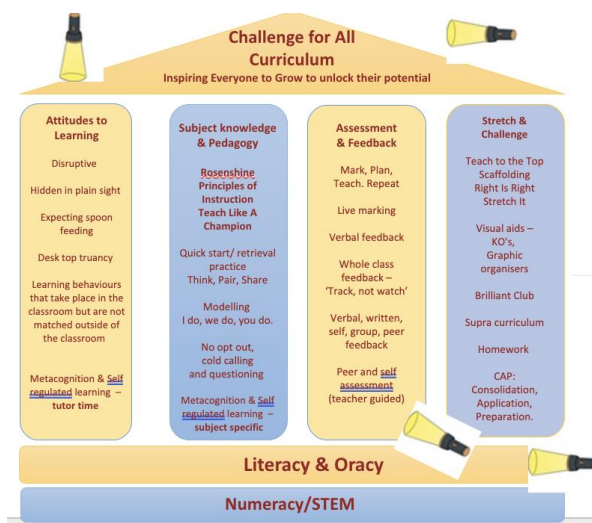 Challenge for All
Curriculum
Inspiring Everyone to Grow to unlock their potential
Attitudes to
Learning
Disruptive
Hidden in plain sight
Expecting spoon
feeding
Desk top truancy
Learning behaviours
that take place in the
classroom but are not
matched outside of
the classroom
Metacognition & Self
regulated learning –
tutor time
Subject knowledge
& Pedagogy
Rosenshine
Principles of
Instruction
Teach Like A
Champion
Quick start/ retrieval
practice
Think, Pair, Share
Modelling
I do, we do, you do.
No opt out,
cold calling
and questioning
Metacognition & Self
regulated learning –
subject specific
Assessment
& Feedback
Mark, Plan,
Teach. Repeat
Live marking
Verbal feedback
Whole class
feedback –
‘Track, not watch’
Verbal, written,
self, group, peer
feedback
Peer and self
assessment
(teacher guided)
Stretch &
Challenge
Teach to the Top
Scaffolding
Right Is Right
Stretch It
Visual aids –
KO's,
Graphic
organisers
Brilliant Club
Supra curriculum
Homework
CAP:
Consolidation,
Application,
Preparation.
Literacy & Oracy
Numeracy/STEM